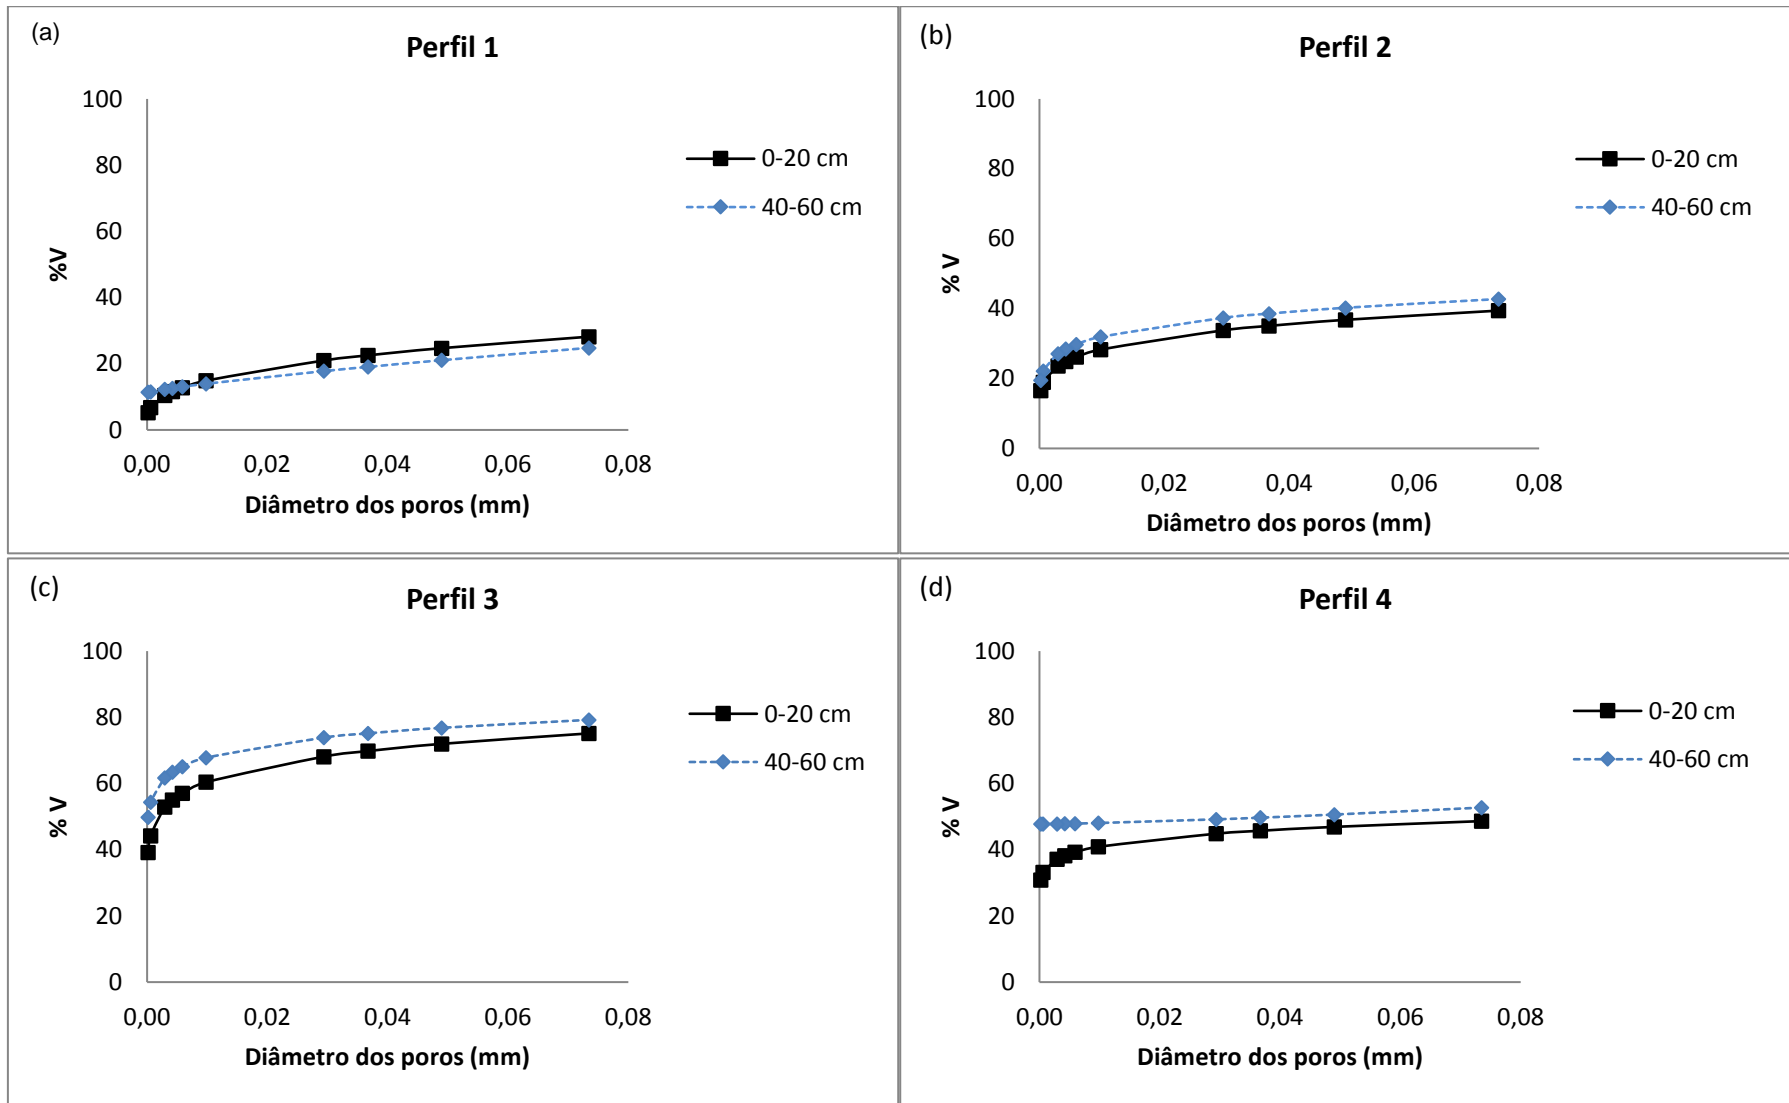 (a)
Perfil 1
100
80
60
40
20
0
%V
0,00 0,02 0,04 0,06 0,08
Diâmetro dos poros (mm)
0-20 cm
40-60 cm
(b)
Perfil 2
100
80
60
40
20
0
% V
0,00 0,02 0,04 0,06 0,08
Diâmetro dos poros (mm)
0-20 cm
40-60 cm
(c)
Perfil 3
100
80
60
40
20
0
% V
0,00 0,02 0,04 0,06 0,08
Diâmetro dos poros (mm)
0-20 cm
40-60 cm
(d)
Perfil 4
100
80
60
40
20
0
% V
0,00 0,02 0,04 0,06 0,08
Diâmetro dos poros (mm)
0-20 cm
40-60 cm